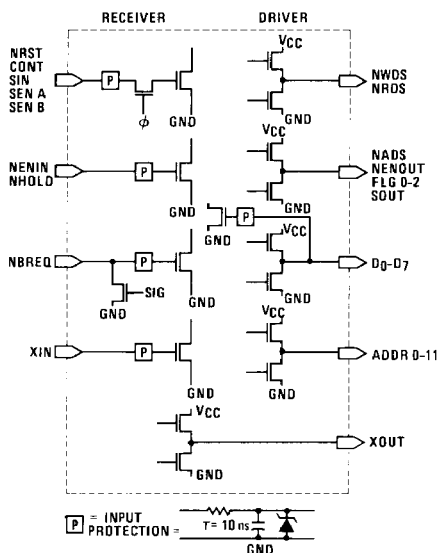 RECEIVER DRIVER
NRST
CONT
SIN
SEN A
SEN B
P
ϕ
GND
VCC
GND
NWDS
NRDS
NENIN
NHOLD
P
GND
VCC
GND
NADS
NENOUT
FLG 0-2
SOUT
GND
P
NBREQ
P
SIG
GND
GND
VCC
GND
D0-D7
XIN
P
GND
VCC
GND
ADDR 0-11
VCC
GND
XOUT
P = INPUT
PROTECTION =
T = 10 ns
GND